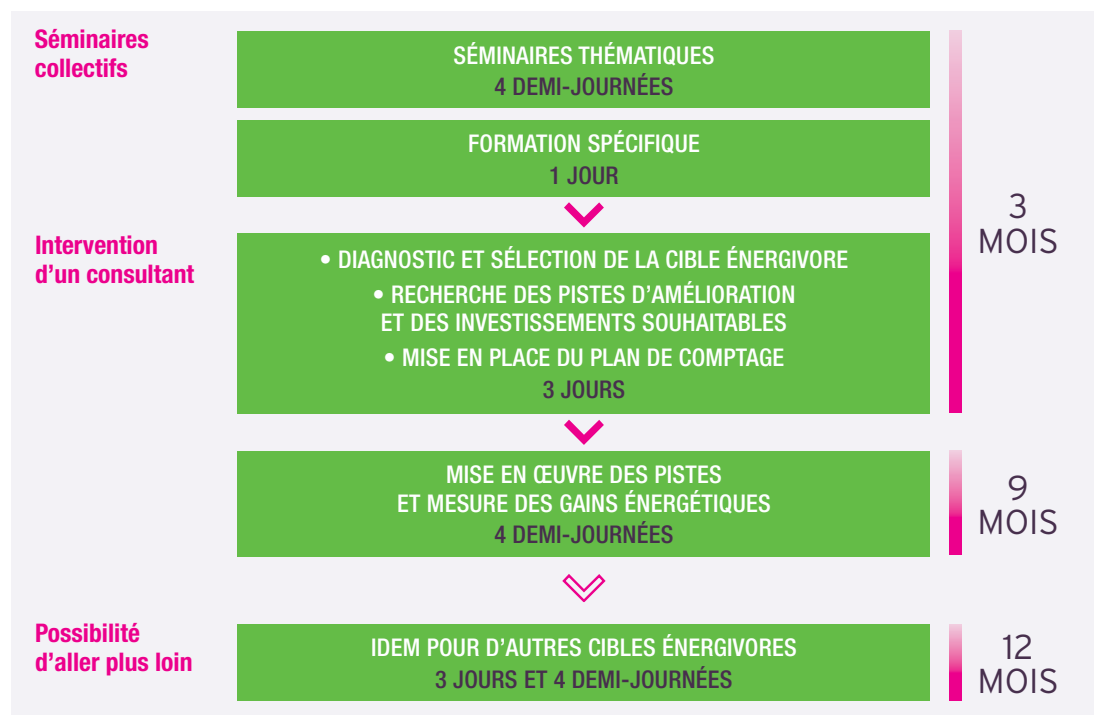 Séminaires
collectifs
SÉMINAIRES THÉMATIQUES
4 DEMI-JOURNÉES
FORMATION SPÉCIFIQUE
1 JOUR
3
MOIS
Intervention
d’un consultant
• DIAGNOSTIC ET SÉLECTION DE LA CIBLE ÉNERGIVORE
• RECHERCHE DES PISTES D’AMÉLIORATION
ET DES INVESTISSEMENTS SOUHAITABLES
• MISE EN PLACE DU PLAN DE COMPTAGE
3 JOURS
MISE EN ŒUVRE DES PISTES
ET MESURE DES GAINS ÉNERGÉTIQUES
4 DEMI-JOURNÉES
9
MOIS
Possibilité
d’aller plus loin
IDEM POUR D'AUTRES CIBLES ÉNERGIVORES
3 JOURS ET 4 DEMI-JOURNÉES
12
MOIS